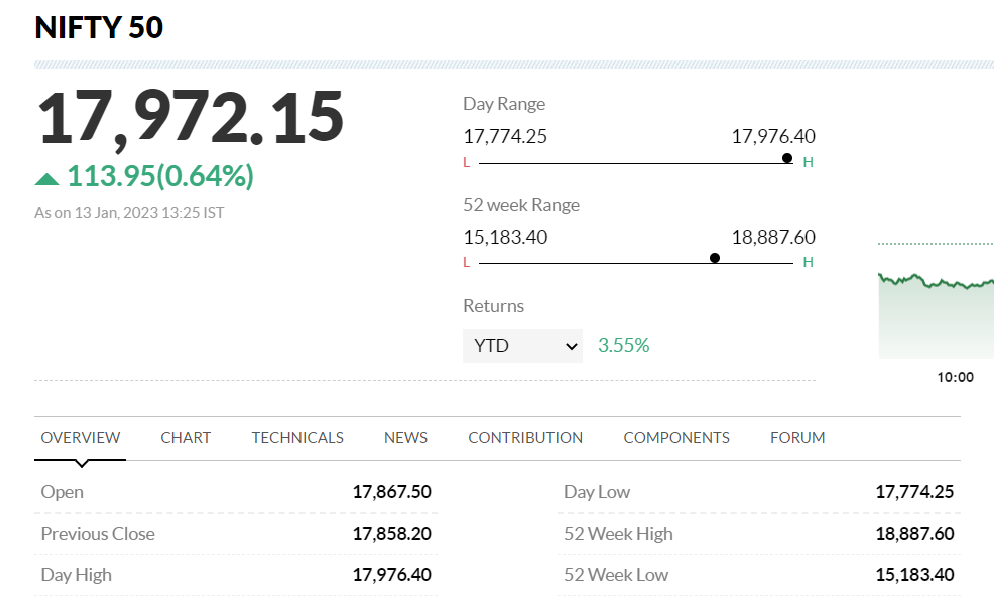 NIFTY 50
17,972.15
113.95(0.64%)
As on 13 Jan, 2023 13:25 IST
Day Range
17,774.25 17,976.40
L H
52 week Range
15,183.40 18,887.60
L H
Returns
YTD 3.55%
10:00
OVERVIEW CHART TECHNICALS NEWS CONTRIBUTION COMPONENTS FORUM
Open 17,867.50 Day Low 17,774.25
Previous Close 17,858.20 52 Week High 18,887.60
Day High 17,976.40 52 Week Low 15,183.40